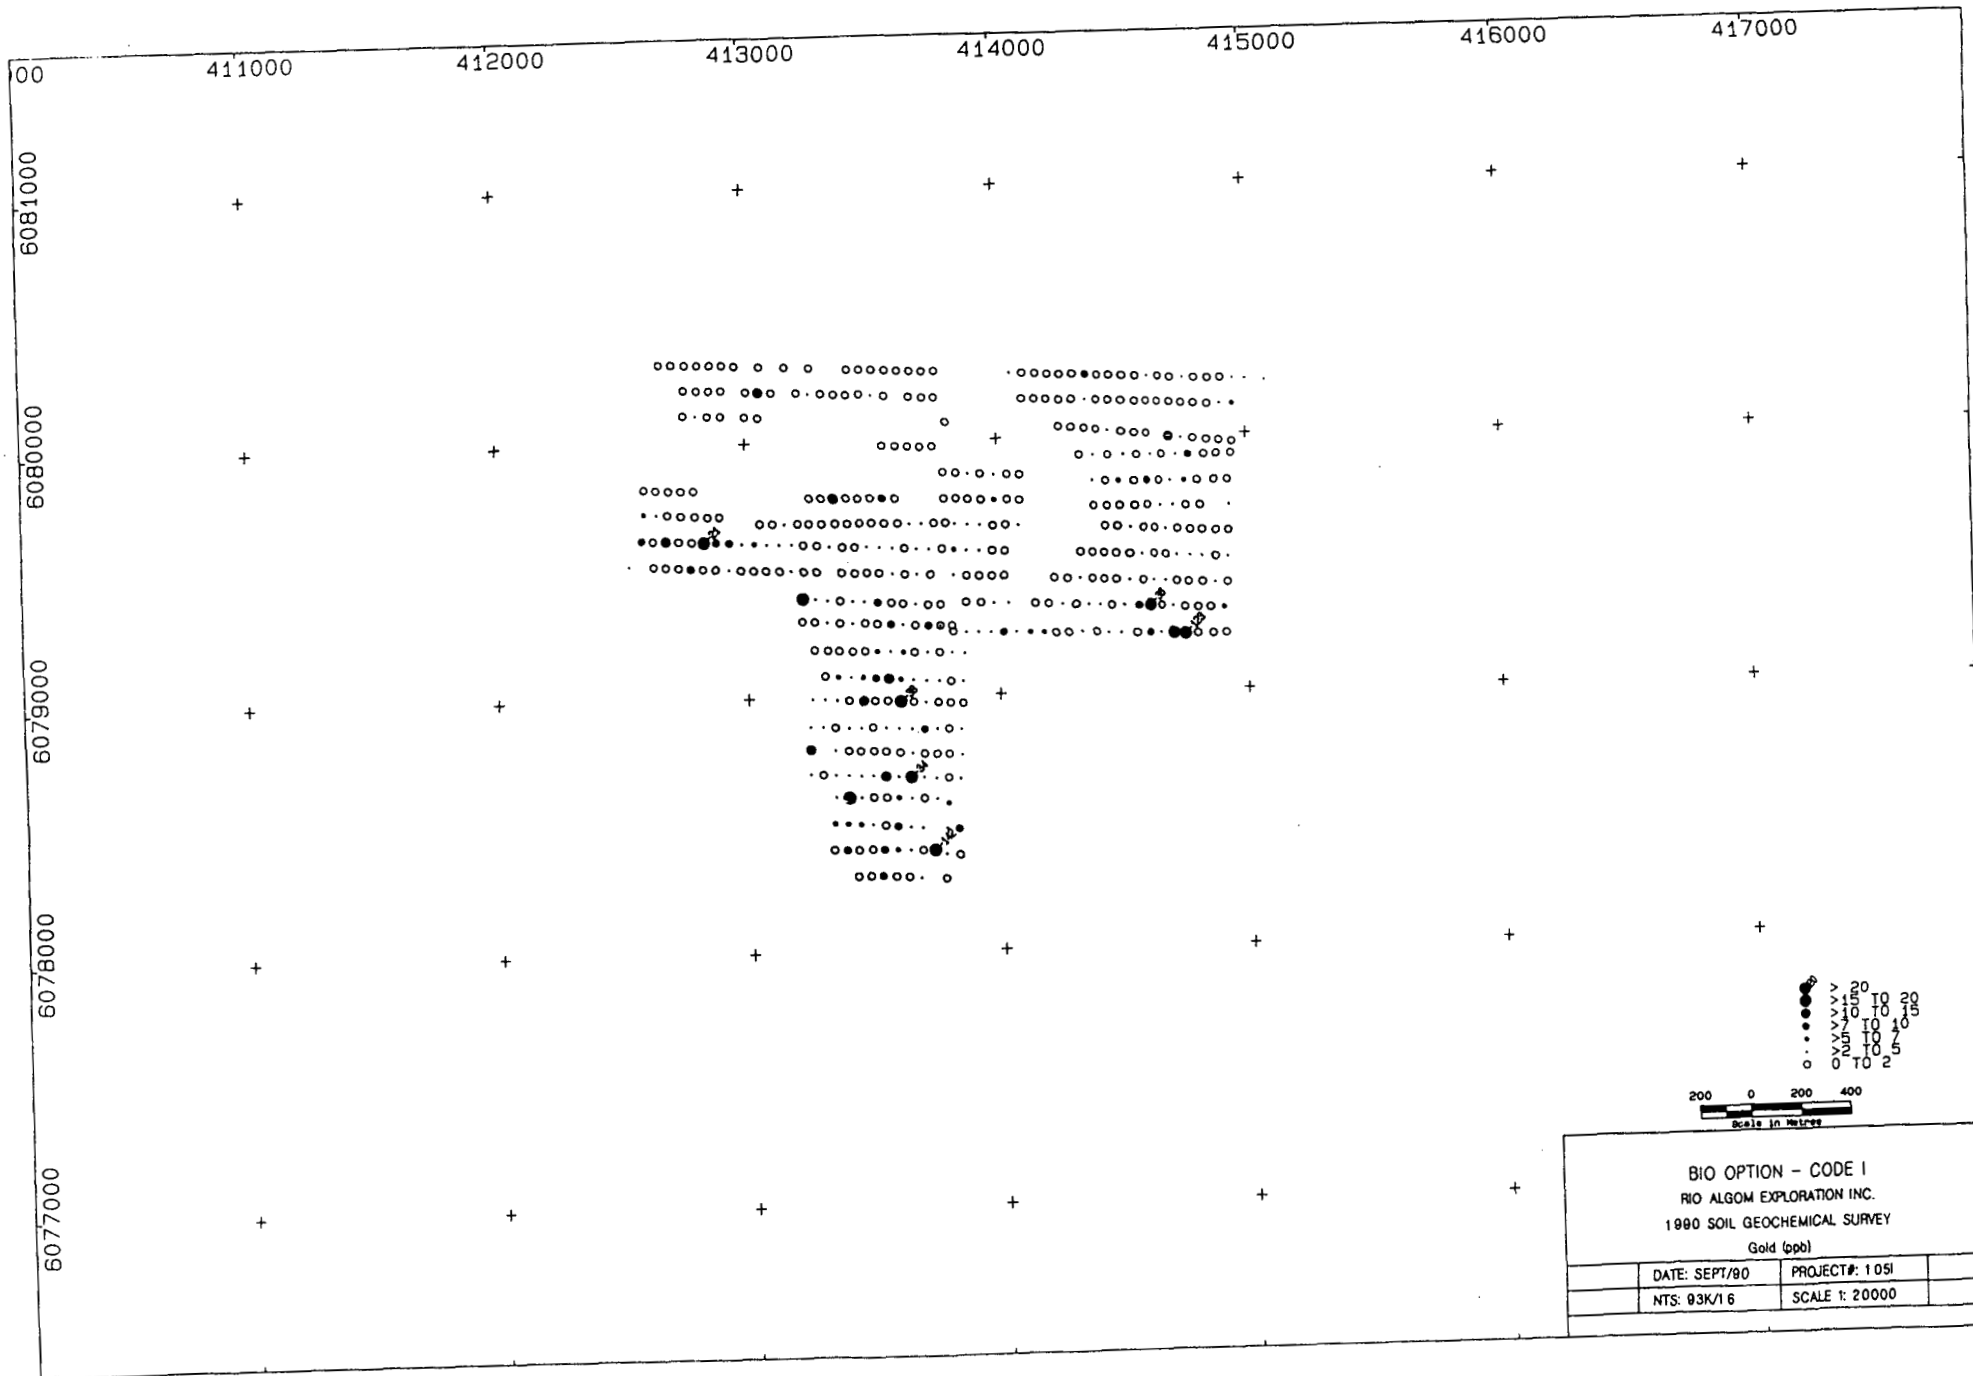 00 411000 412000 413000 414000 415000 416000 417000
6081000
6080000
6079000
6078000
6077000
34
142
> 20
>15 TO 20
>10 TO 15
>7 TO 10
>5 TO 7
>2 TO 5
0 TO 2
200 0 200 400
Scale in Metres
BIO OPTION - CODE I
RIO ALGOM EXPLORATION INC.
1990 SOIL GEOCHEMICAL SURVEY
Gold (ppb)
DATE: SEPT/90 PROJECT#: 1051
NTS: 93K/16 SCALE 1: 20000